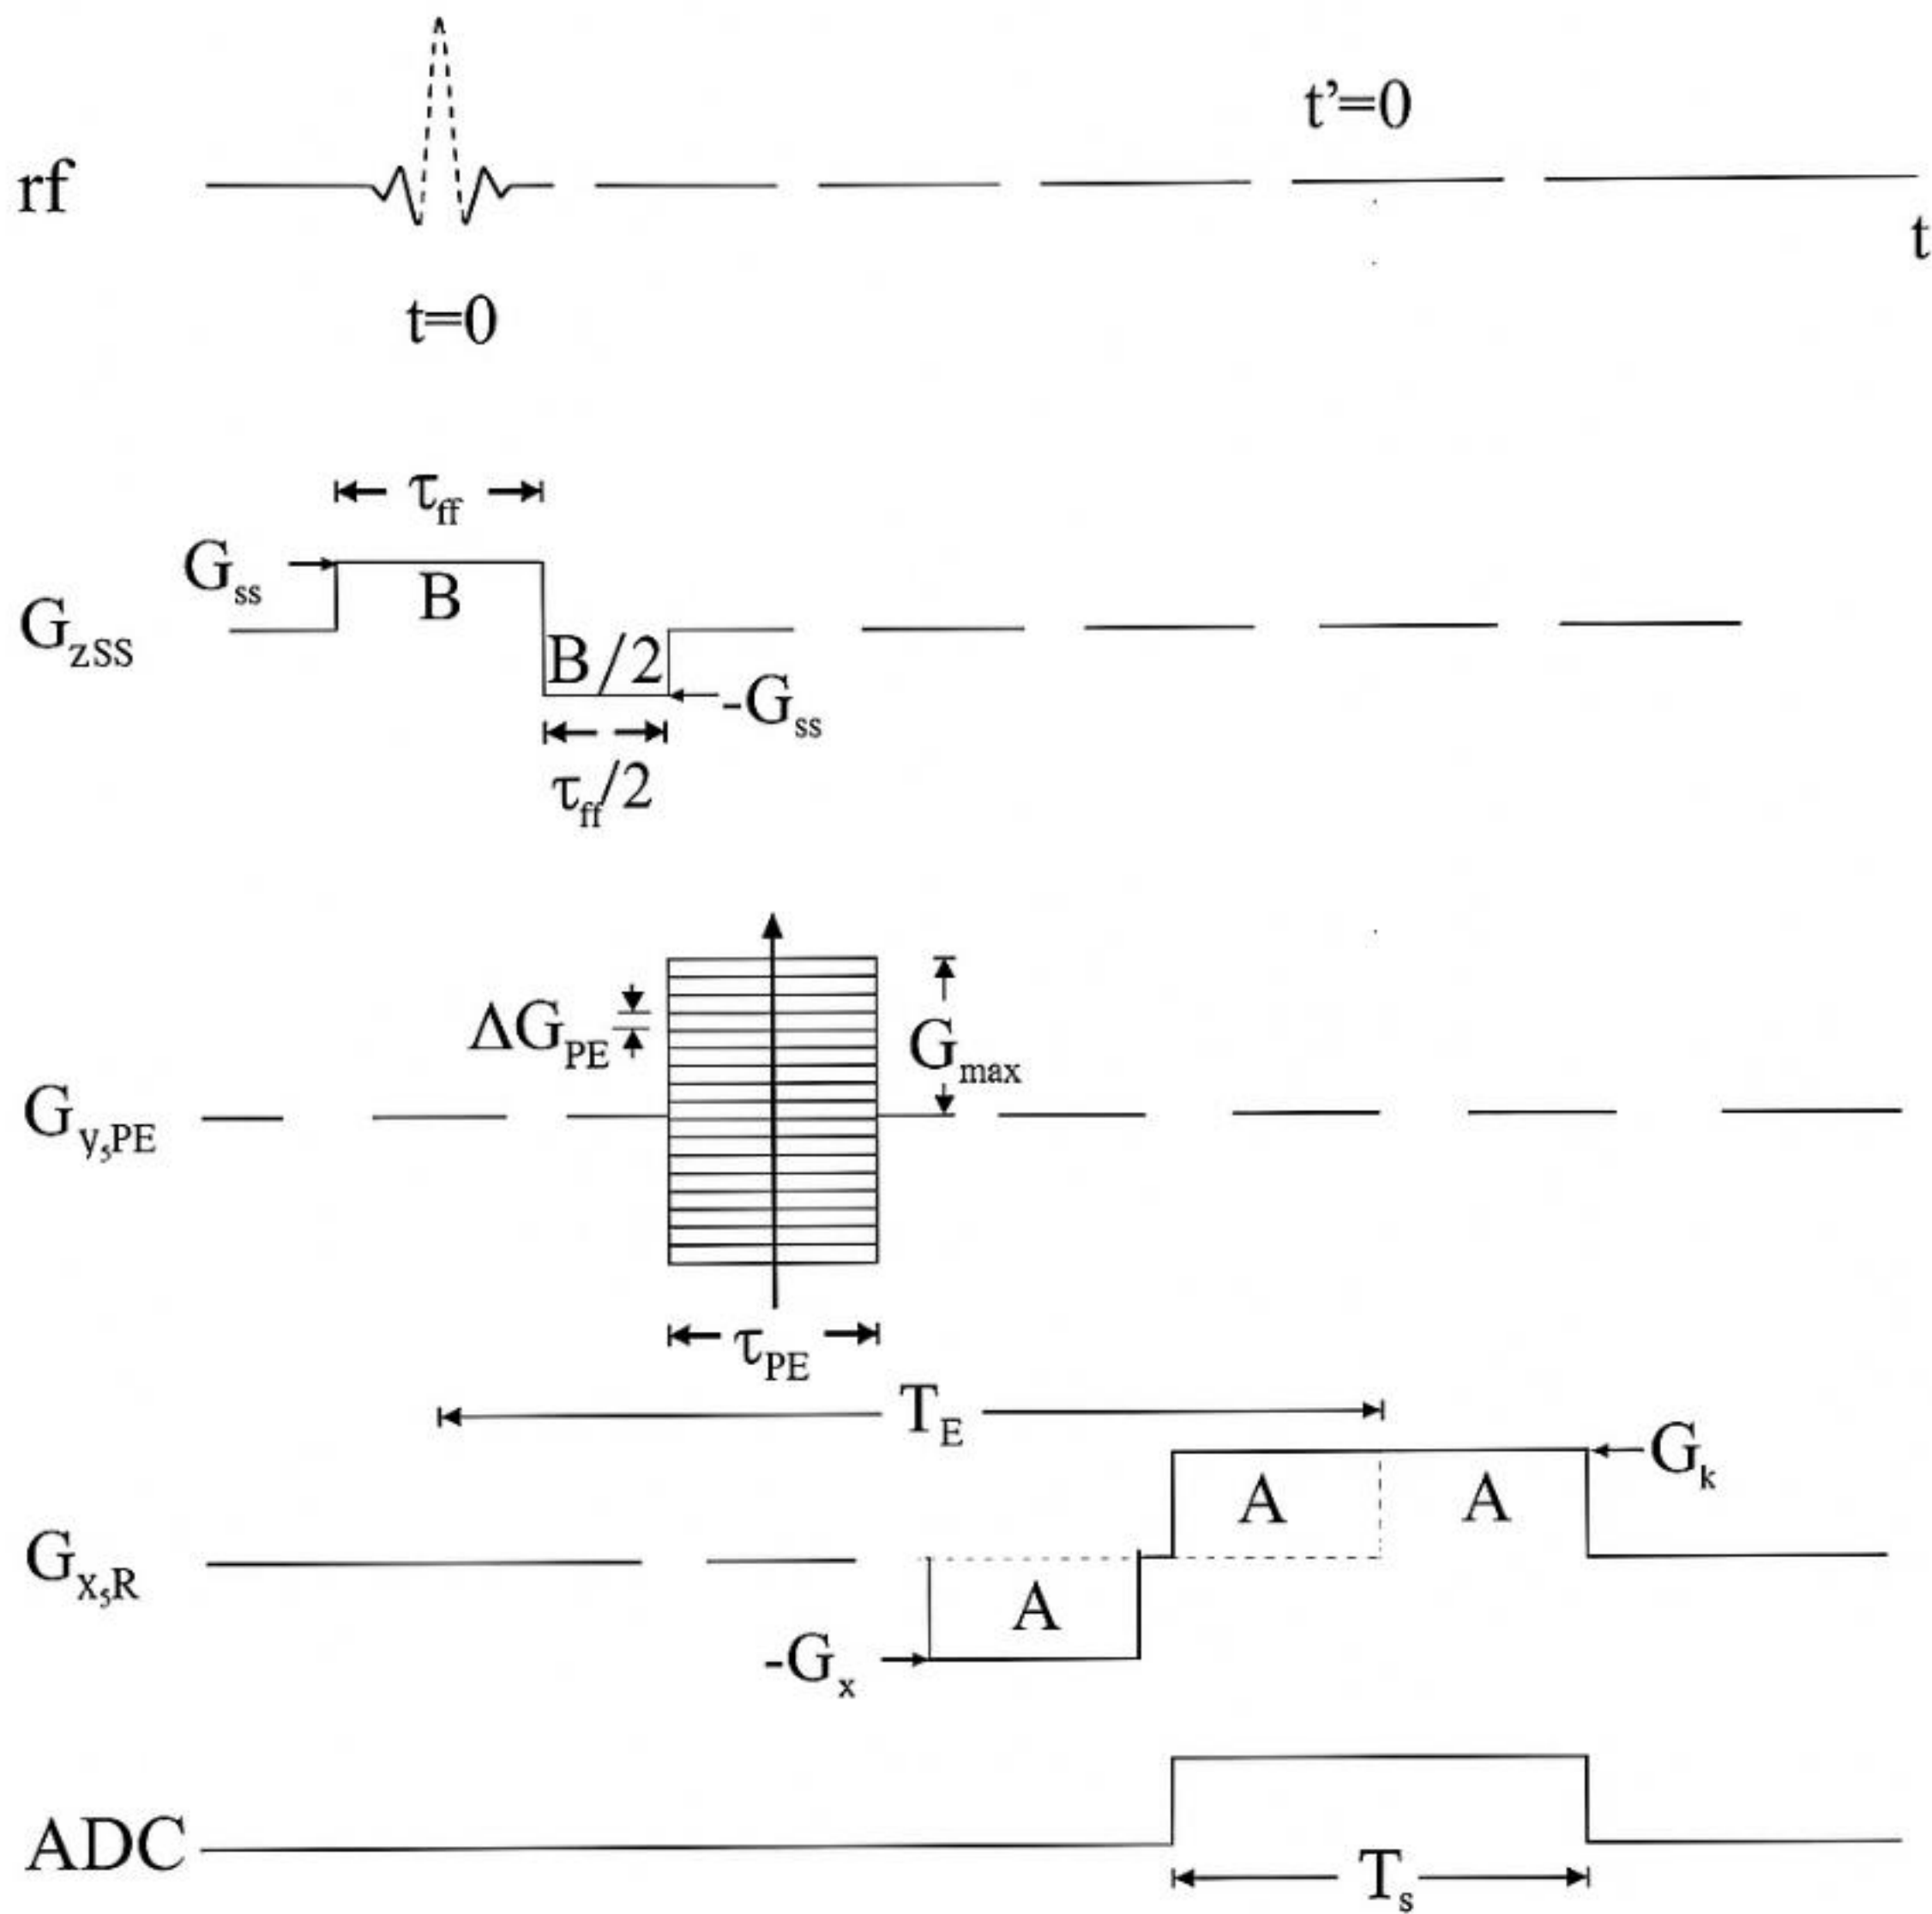 t’=0
rf
t
t=0
τff
Gss
B
GzSS
B/2
-Gss
τff/2
ΔGPE
Gmax
Gy,PE
τPE
TE
Gk
A A
Gx,R
A
-Gx
ADC
Ts